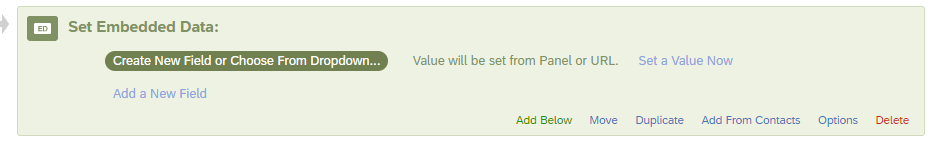 ED
Set Embedded Data:
Create New Field or Choose From Dropdown... Value will be set from Panel or URL. Set a Value Now
Add a New Field
Add Below Move Duplicate Add From Contacts Options Delete